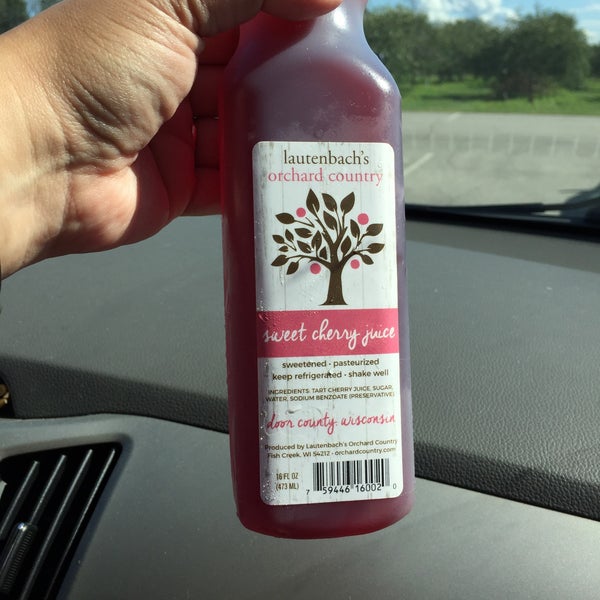 lautenbach's
orchard country
sweet cherry juice
sweetened · pasteurized
keep refrigerated · shake well
INGREDIENTS: TART CHERRY JUICE, SUGAR,
WATER, SODIUM BENZOATE (PRESERVATIVE)
door county wisconsin
Produced by Lautenbach's Orchard Country
Fish Creek, WI 54212 · orchardcountry.com
16 FL OZ
(473 ML)
7 59446 16002 0